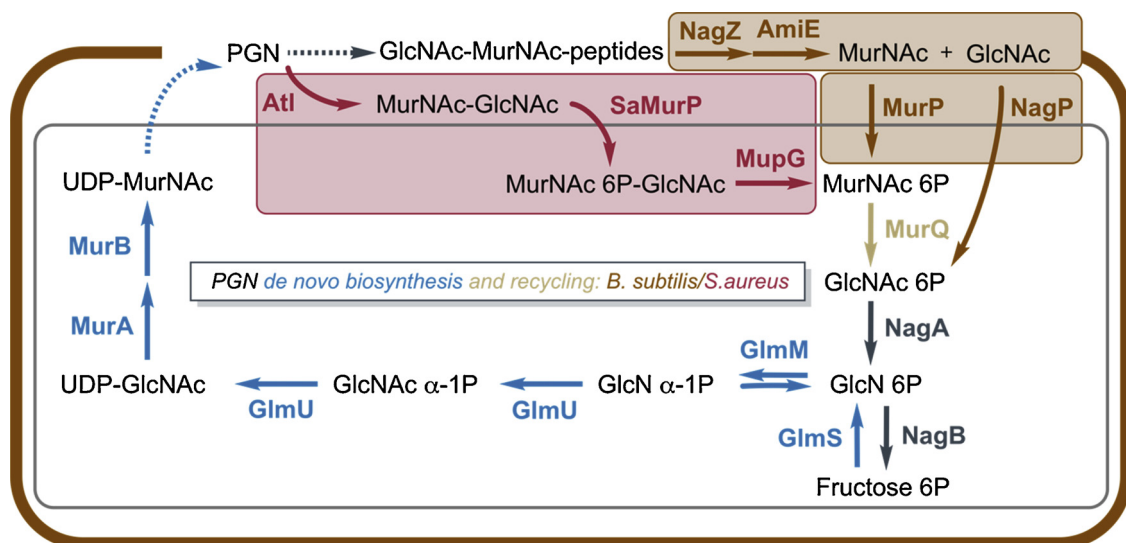 NagZ AmiE
PGN GlcNAc-MurNAc-peptides MurNAc + GlcNAc
Atl MurNAc-GlcNAc SaMurP MurP NagP
MupG
UDP-MurNAc MurNAc 6P-GlcNAc MurNAc 6P
MurB MurQ
PGN de novo biosynthesis and recycling: B. subtilis/S.aureus GlcNAc 6P
MurA NagA
GlmM
UDP-GlcNAc GlcNAc α-1P GlcN α-1P GlcN 6P
GlmU GlmU
GlmS NagB
Fructose 6P